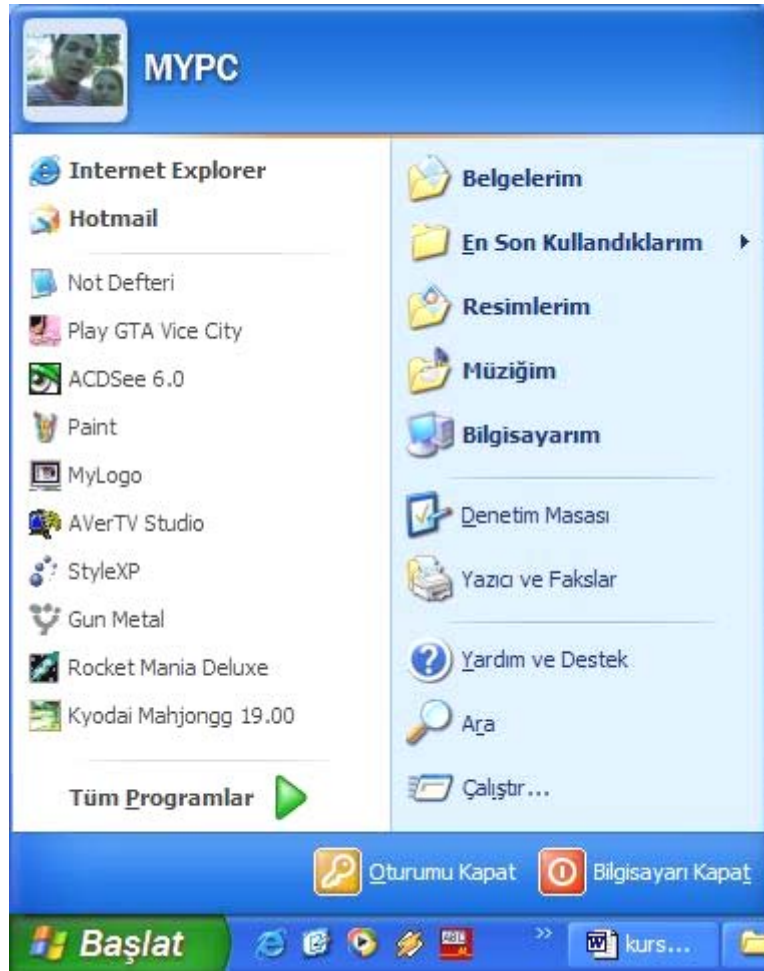 MYPC
Internet Explorer
Hotmail
Not Defteri
Play GTA Vice City
ACDSee 6.0
Paint
MyLogo
AVerTV Studio
StyleXP
Gun Metal
Rocket Mania Deluxe
Kyodai Mahjongg 19.00
Tüm Programlar
Belgelerim
En Son Kullandıklarım
Resimlerim
Müziğim
Bilgisayarım
Denetim Masası
Yazıcı ve Fakslar
Yardım ve Destek
Ara
Çalıştır...
Oturumu Kapat
Bilgisayarı Kapat
Başlat
kurs...